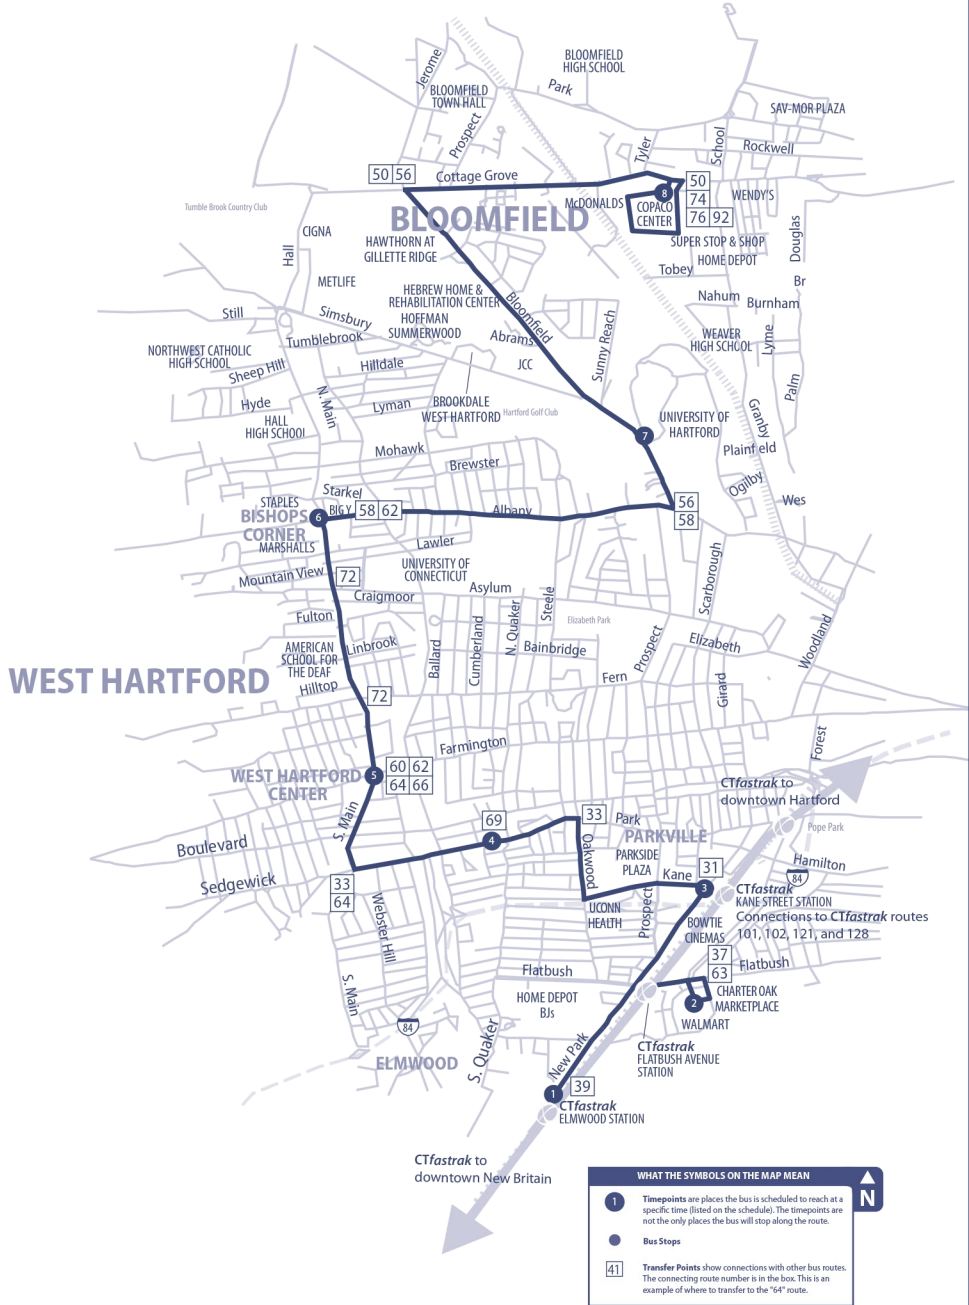 BLOOMFIELD
HIGH SCHOOL
Jerome
Park
BLOOMFIELD
TOWN HALL
SAV-MOR PLAZA
Prospect
Tyler
School
Rockwell
50 56
Cottage Grove
50
8
74
McDONALDS
COPACO
CENTER
WENDY'S
76 92
Tumble Brook Country Club
BLOOMFIELD
CIGNA
HAWTHORN AT
GILLETTE RIDGE
SUPER STOP & SHOP
Douglas
Hall
HOME DEPOT
Tobey
METLIFE
Br
HEBREW HOME &
REHABILITATION CENTER
Nahum
Burnham
Bloomfield
Still
Simsbury
HOFFMAN
SUMMERWOOD
Sunny Reach
Tumblebrook
Abrams
WEAVER
HIGH SCHOOL
Lyme
NORTHWEST CATHOLIC
HIGH SCHOOL
Sheep Hill
Hilldale
JCC
Palm
Hyde
N. Main
Lyman
BROOKDALE
WEST HARTFORD
Hartford Golf Club
UNIVERSITY OF
HARTFORD
Granby
HALL
HIGH SCHOOL
7
Mohawk
Plainfield
Brewster
Ogilby
Starkel
STAPLES
BIG Y
58 62
Albany
56
58
Wes
BISHOPS
CORNER
6
MARSHALLS
Lawler
Mountain View
72
UNIVERSITY OF
CONNECTICUT
Scarborough
Craigmoor
Asylum
Steele
Fulton
N. Quaker
Elizabeth Park
Cumberland
AMERICAN
SCHOOL FOR
THE DEAF
Linbrook
Ballard
Bainbridge
Prospect
Elizabeth
Woodland
WEST HARTFORD
Hilltop
72
Fern
Girard
Farmington
Forest
WEST HARTFORD
CENTER
5
60 62
64 66
CTfastrak to
downtown Hartford
S. Main
69
4
33
Park
PARKVILLE
Pope Park
Boulevard
Oakwood
PARKSIDE
PLAZA
31
Hamilton
Sedgewick
33
64
Kane
3
84
CTfastrak
KANE STREET STATION
Webster Hill
UCONN
HEALTH
Prospect
BOWTIE
CINEMAS
Connections to CTfastrak routes
101, 102, 121, and 128
37
63
Flatbush
Flatbush
S. Main
HOME DEPOT
BJs
2
CHARTER OAK
MARKETPLACE
WALMART
84
ELMWOOD
S. Quaker
New Park
CTfastrak
FLATBUSH AVENUE
STATION
39
1
CTfastrak
ELMWOOD STATION
CTfastrak to
downtown New Britain
WHAT THE SYMBOLS ON THE MAP MEAN
N
1
Timepoints are places the bus is scheduled to reach at a
specific time (listed on the schedule). The timepoints are
not the only places the bus will stop along the route.
Bus Stops
41
Transfer Points show connections with other bus routes.
The connecting route number is in the box. This is an
example of where to transfer to the "64" route.